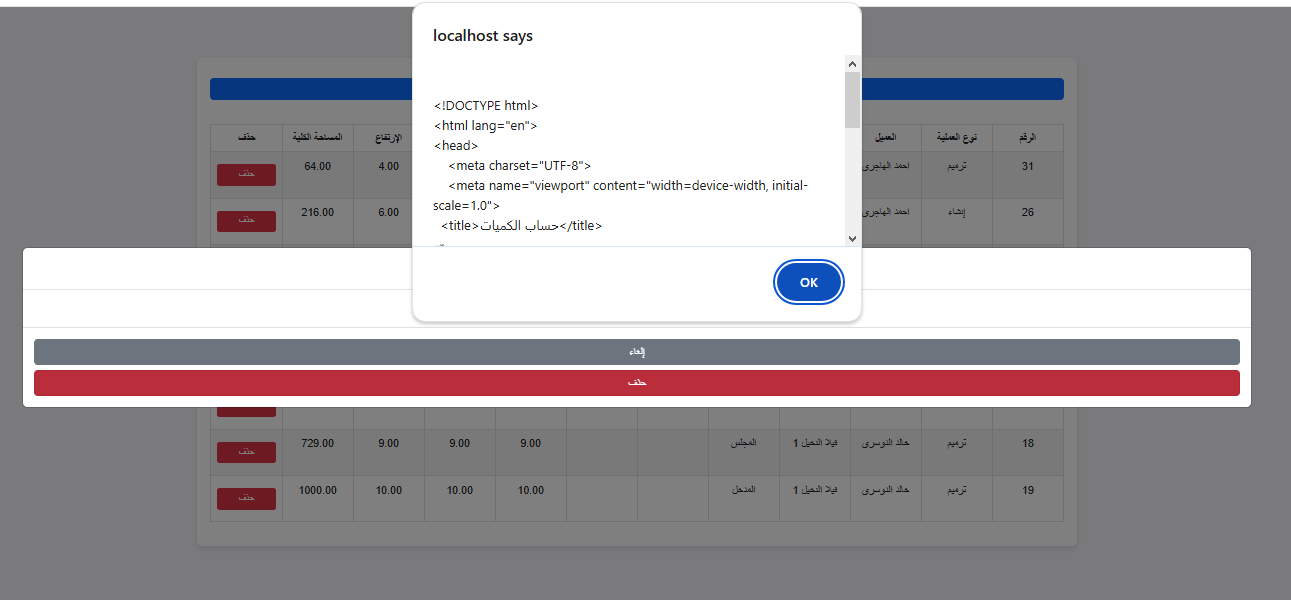 localhost says
<!DOCTYPE html>
<html lang="en">
<head>
<meta charset="UTF-8">
<meta name="viewport" content="width=device-width, initial-
scale=1.0">
<title>حساب الكميات</title>
OK
الرقم نوع العملية العميل الإرتفاع المساحة الكلية حذف
31 ترميم احمد الهاجرى 4.00 64.00 حذف
26 إنشاء احمد الهاجرى 6.00 216.00 حذف
إلغاء
حذف
18 ترميم خالد الدوسرى فيلا النخيل 1 المجلس 9.00 9.00 9.00 729.00 حذف
19 ترميم خالد الدوسرى فيلا النخيل 1 المدخل 10.00 10.00 10.00 1000.00 حذف